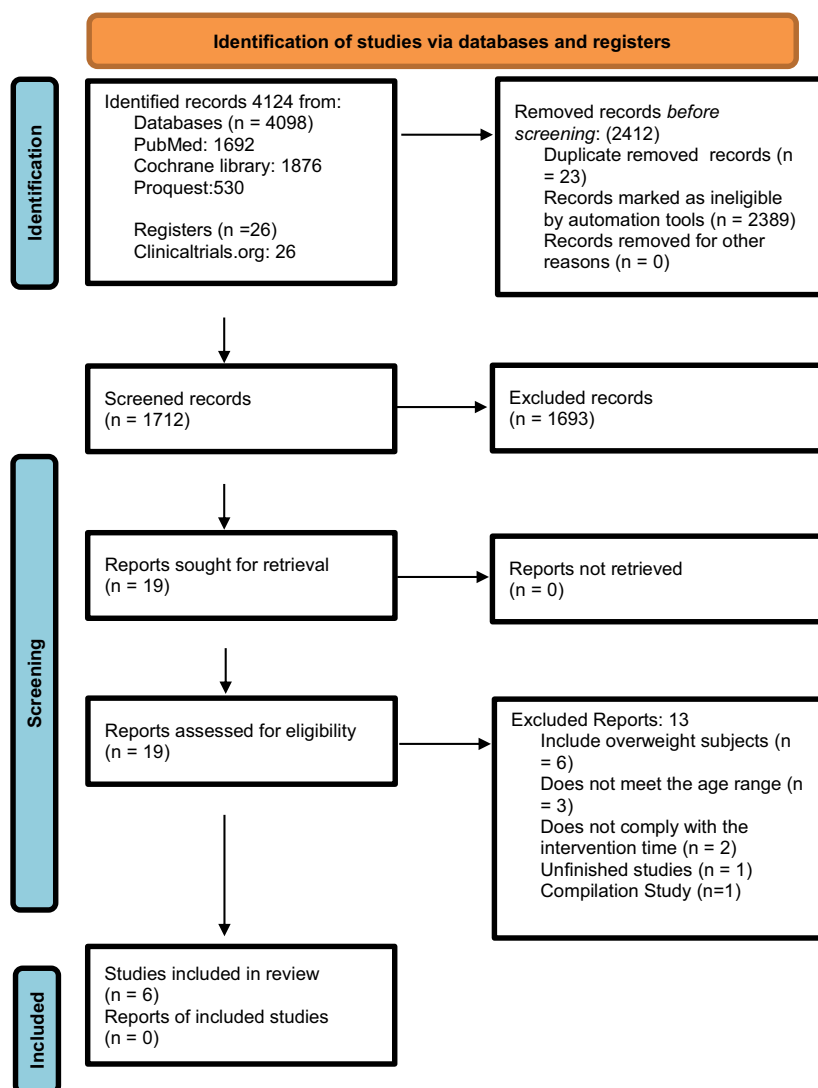 Identification of studies via databases and registers
Identification
Identified records 4124 from:
Databases (n = 4098)
PubMed: 1692
Cochrane library: 1876
Proquest:530
Registers (n =26)
Clinicaltrials.org: 26
Removed records before
screening: (2412)
Duplicate removed records (n
= 23)
Records marked as ineligible
by automation tools (n = 2389)
Records removed for other
reasons (n = 0)
Screening
Screened records
(n = 1712)
Excluded records
(n = 1693)
Reports sought for retrieval
(n = 19)
Reports not retrieved
(n = 0)
Reports assessed for eligibility
(n = 19)
Excluded Reports: 13
Include overweight subjects (n
= 6)
Does not meet the age range (n
= 3)
Does not comply with the
intervention time (n = 2)
Unfinished studies (n = 1)
Compilation Study (n=1)
Included
Studies included in review
(n = 6)
Reports of included studies
(n = 0)